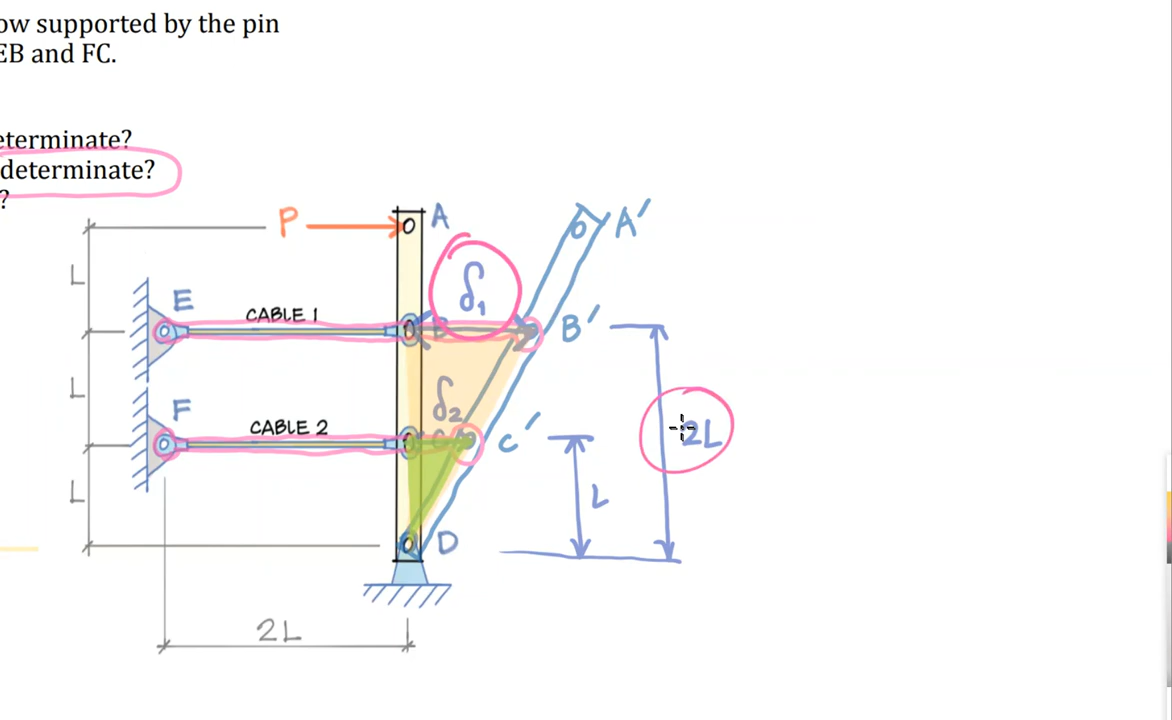 ow supported by the pin
EB and FC.
eterminate?
determinate?
?
P
A
A'
L
δ1
E
CABLE 1
B
B'
L
δ2
2L
F
CABLE 2
C
C'
L
L
D
2L